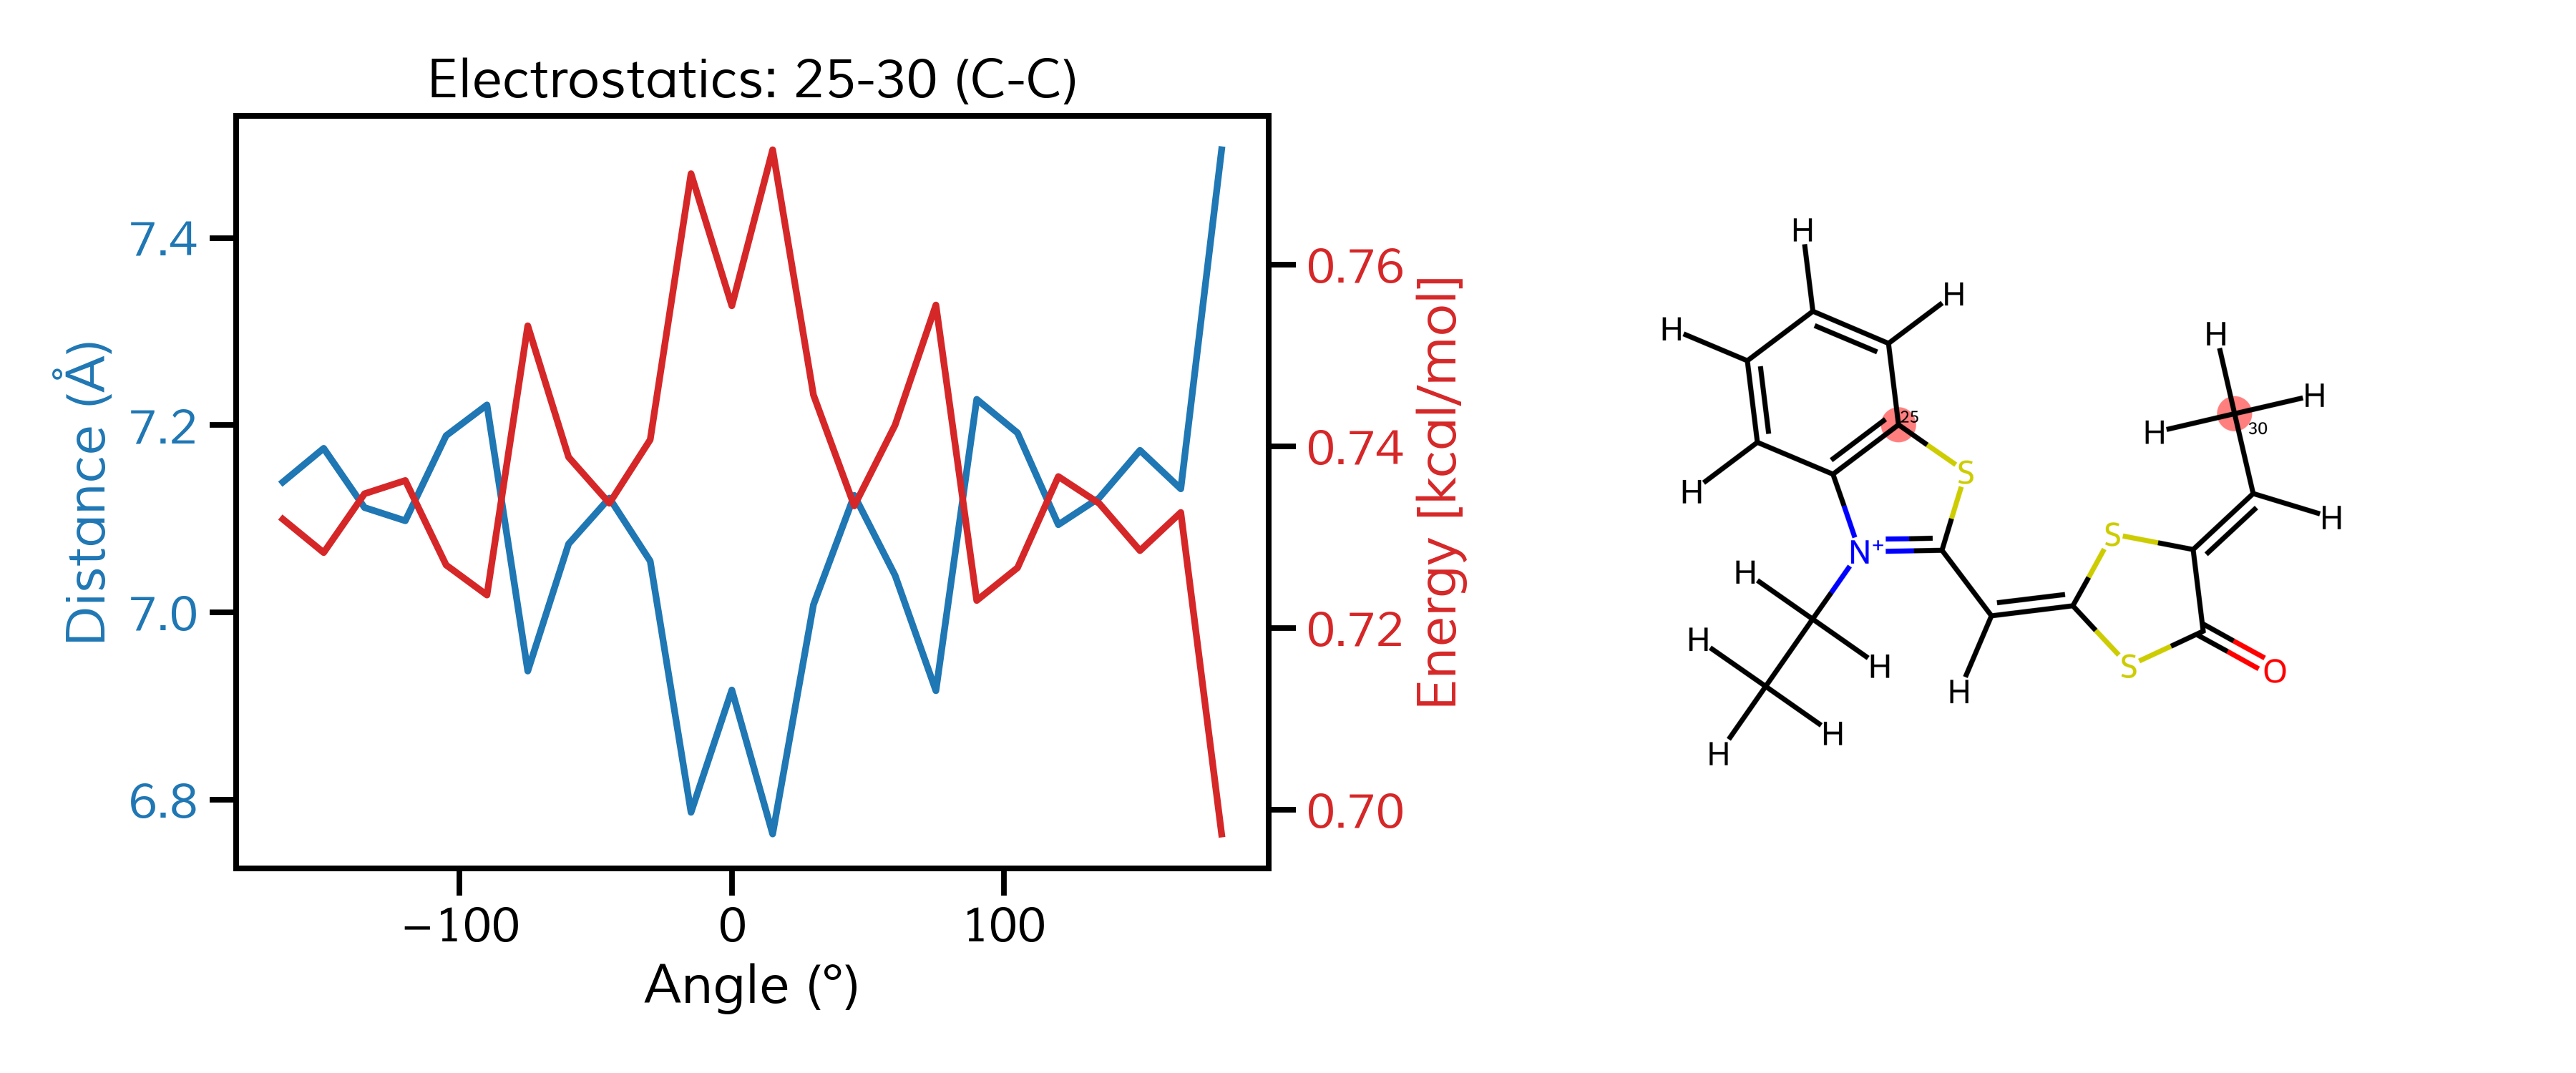 Electrostatics: 25-30 (C-C)
7.4
7.2
7.0
6.8
Distance (Å)
0.76
0.74
0.72
0.70
Energy [kcal/mol]
−100 0 100
Angle (°)
H
H
H
H
25
S
N+
H
H
H
H
H
H
S
S
O
H
H
H
H
30